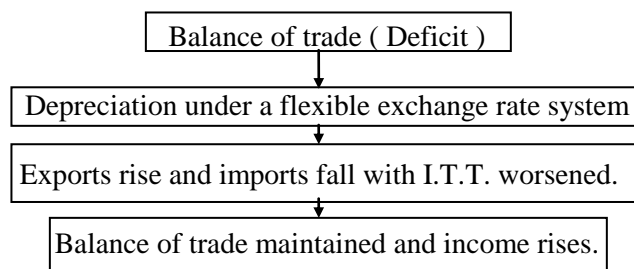 Balance of trade ( Deficit )
Depreciation under a flexible exchange rate system
Exports rise and imports fall with I.T.T. worsened.
Balance of trade maintained and income rises.